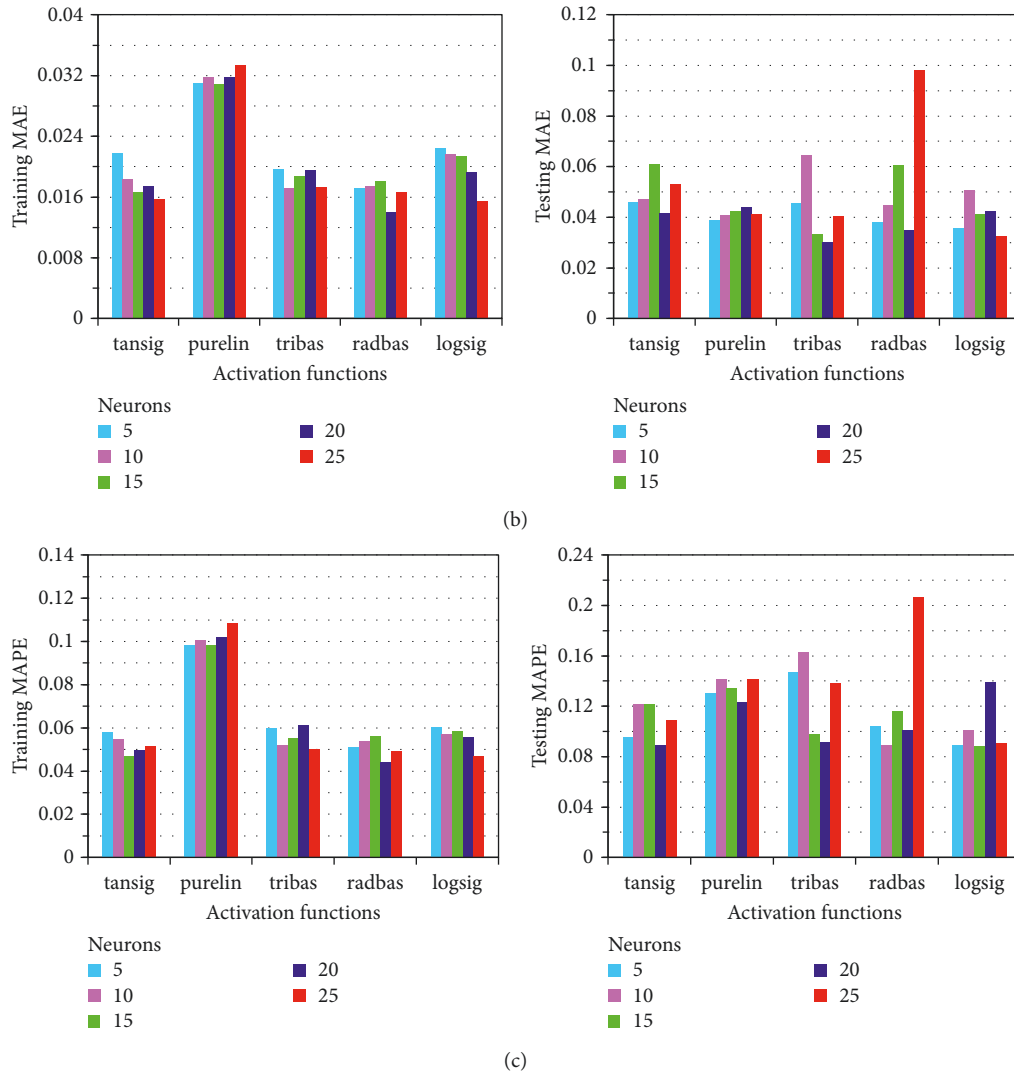 0.04
0.032
0.024
0.016
0.008
0
Training MAE
tansig purelin tribas radbas logsig
Activation functions
Neurons
5 20
10 25
15
0.12
0.1
0.08
0.06
0.04
0.02
0
Testing MAE
tansig purelin tribas radbas logsig
Activation functions
Neurons
5 20
10 25
15
(b)
0.14
0.12
0.1
0.08
0.06
0.04
0.02
0
Training MAPE
tansig purelin tribas radbas logsig
Activation functions
Neurons
5 20
10 25
15
0.24
0.2
0.16
0.12
0.08
0.04
0
Testing MAPE
tansig purelin tribas radbas logsig
Activation functions
Neurons
5 20
10 25
15
(c)